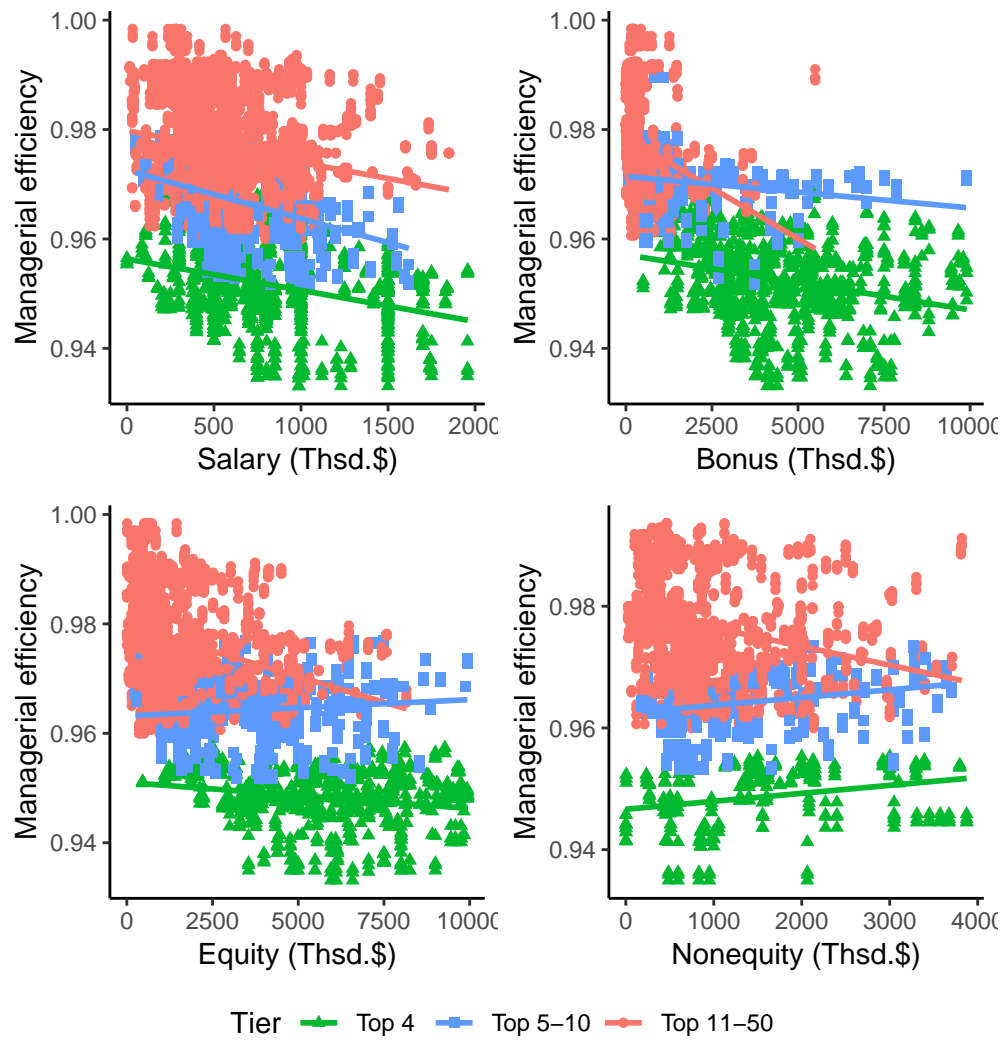 1.00
0.98
0.96
0.94
Managerial efficiency
0 500 1000 1500 2000
Salary (Thsd.$)
1.00
0.98
0.96
0.94
Managerial efficiency
0 2500 5000 7500 10000
Bonus (Thsd.$)
1.00
0.98
0.96
0.94
Managerial efficiency
0 2500 5000 7500 10000
Equity (Thsd.$)
0.98
0.96
0.94
Managerial efficiency
0 1000 2000 3000 4000
Nonequity (Thsd.$)
Tier Top 4 Top 5−10 Top 11−50